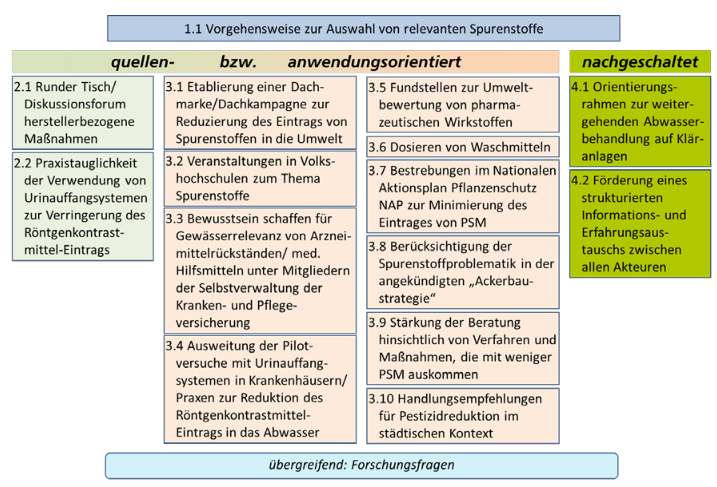 1.1 Vorgehensweise zur Auswahl von relevanten Spurenstoffe
quellen- bzw. anwendungsorientiert
nachgeschaltet
2.1 Runder Tisch/
Diskussionsforum
herstellerbezogene
Maßnahmen
2.2 Praxistauglichkeit
der Verwendung von
Urinauffangsystemen
zur Verringerung des
Röntgenkontrast-
mittel-Eintrags
3.1 Etablierung einer Dach-
marke/Dachkampagne zur
Reduzierung des Eintrags von
Spurenstoffen in die Umwelt
3.2 Veranstaltungen in Volks-
hochschulen zum Thema
Spurenstoffe
3.3 Bewusstsein schaffen für
Gewässerrelevanz von Arznei
mittelrückständen/ med.
Hilfsmitteln unter Mitgliedern
der Selbstverwaltung der
Kranken- und Pflege-
versicherung
3.4 Ausweitung der Pilot-
versuche mit Urinauffang-
systemen in Krankenhäusern/
Praxen zur Reduktion des
Röntgenkontrastmittel-
Eintrags in das Abwasser
3.5 Fundstellen zur Umwelt-
bewertung von pharma-
zeutischen Wirkstoffen
3.6 Dosieren von Waschmitteln
3.7 Bestrebungen im Nationalen
Aktionsplan Pflanzenschutz
NAP zur Minimierung des
Eintrages von PSM
3.8 Berücksichtigung der
Spurenstoffproblematik in der
angekündigten „Ackerbau-
strategie“
3.9 Stärkung der Beratung
hinsichtlich von Verfahren und
Maßnahmen, die mit weniger
PSM auskommen
3.10 Handlungsempfehlungen
für Pestizidreduktion im
städtischen Kontext
4.1 Orientierungs-
rahmen zur weiter-
gehenden Abwasser-
behandlung auf Klär-
anlagen
4.2 Förderung eines
strukturierten
Informations- und
Erfahrungsaus-
tauschs zwischen
allen Akteuren
übergreifend: Forschungsfragen